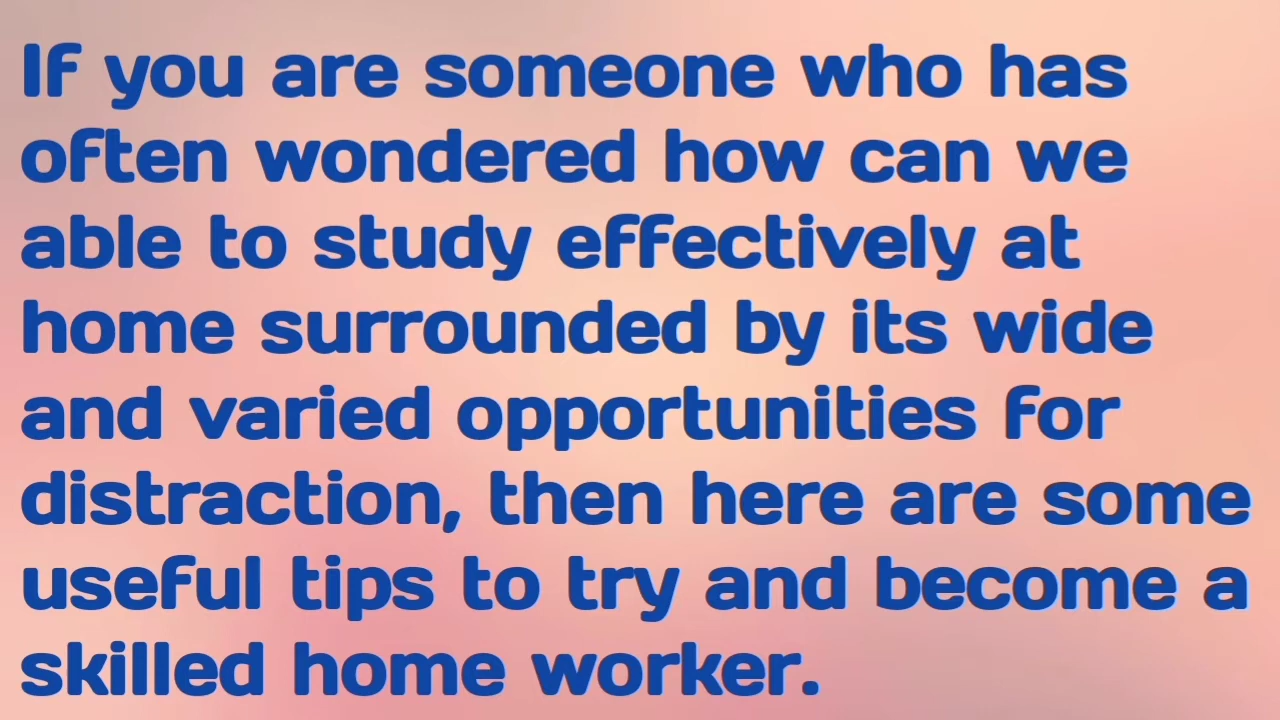 If you are someone who has
often wondered how can we
able to study effectively at
home surrounded by its wide
and varied opportunities for
distraction, then here are some
useful tips to try and become a
skilled home worker.